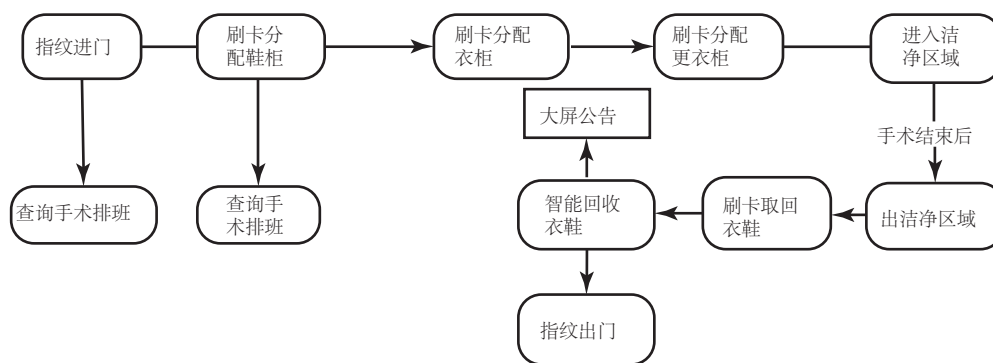 指纹进门
刷卡分
配鞋柜
刷卡分配
衣柜
刷卡分配
更衣柜
进入洁
净区域
大屏公告
手术结束后
查询手术排班
查询手
术排班
智能回收
衣鞋
刷卡取回
衣鞋
出洁净区域
指纹出门